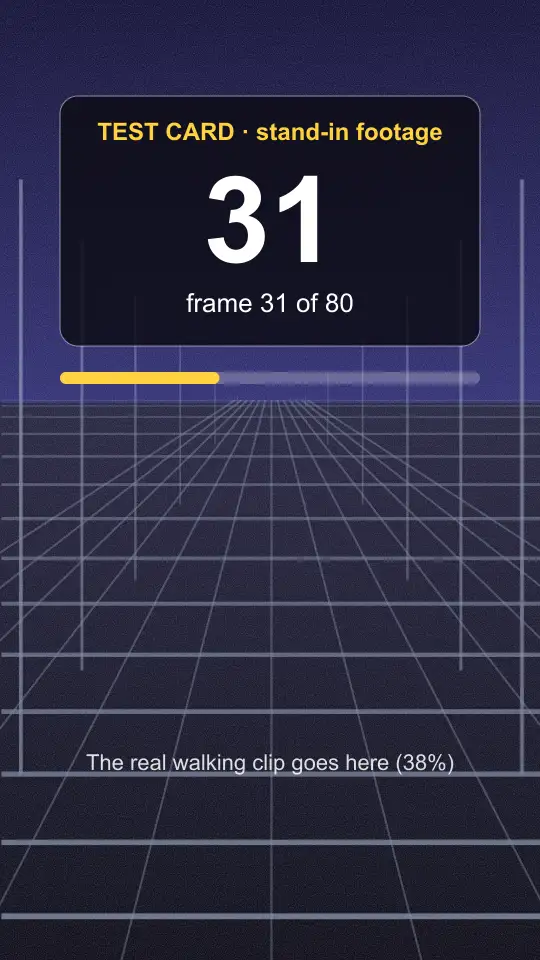 TEST CARD · stand-in footage
31
frame 31 of 80
The real walking clip goes here (38%)